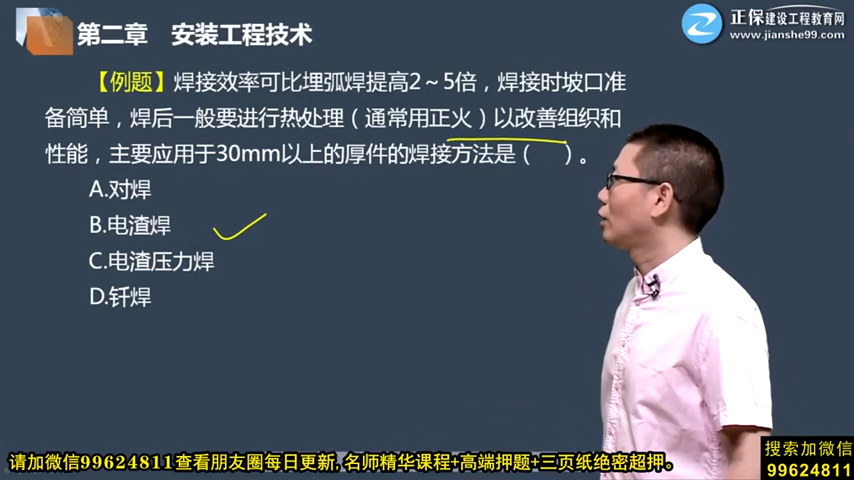 第二章 安装工程技术
正保建设工程教育网
www.jianshe99.com
【例题】焊接效率可比埋弧焊提高2～5倍，焊接时坡口准
备简单，焊后一般要进行热处理（通常用正火）以改善组织和
性能，主要应用于30mm以上的厚件的焊接方法是（ ）。
A.对焊
B.电渣焊
C.电渣压力焊
D.钎焊
请加微信99624811查看朋友圈每日更新,名师精华课程+高端押题+三页纸绝密超押。
搜索加微信
99624811